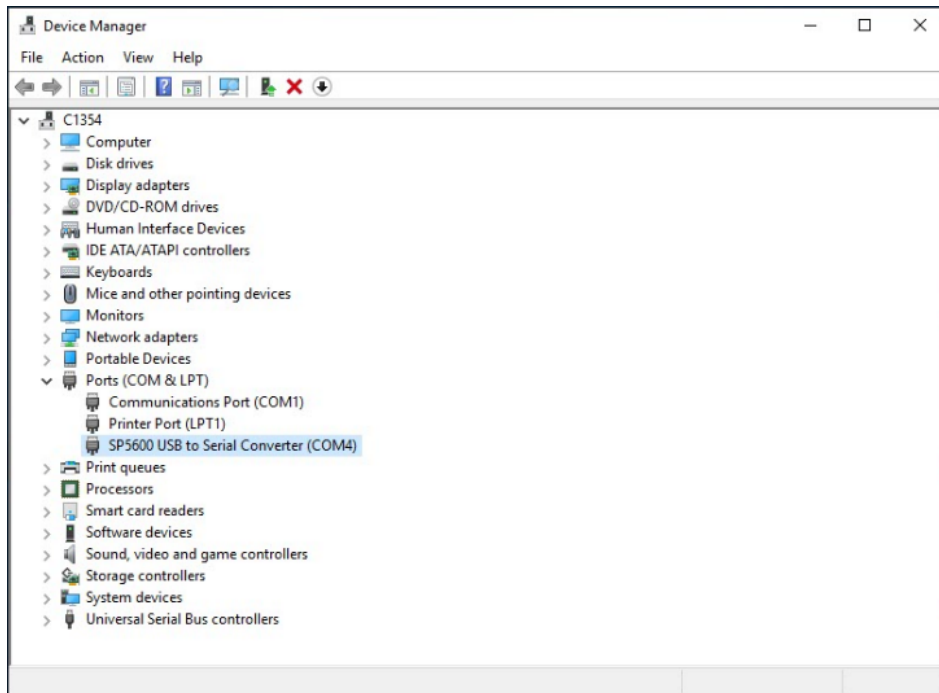 Device Manager
File Action View Help
C1354
Computer
Disk drives
Display adapters
DVD/CD-ROM drives
Human Interface Devices
IDE ATA/ATAPI controllers
Keyboards
Mice and other pointing devices
Monitors
Network adapters
Portable Devices
Ports (COM & LPT)
Communications Port (COM1)
Printer Port (LPT1)
SP5600 USB to Serial Converter (COM4)
Print queues
Processors
Smart card readers
Software devices
Sound, video and game controllers
Storage controllers
System devices
Universal Serial Bus controllers